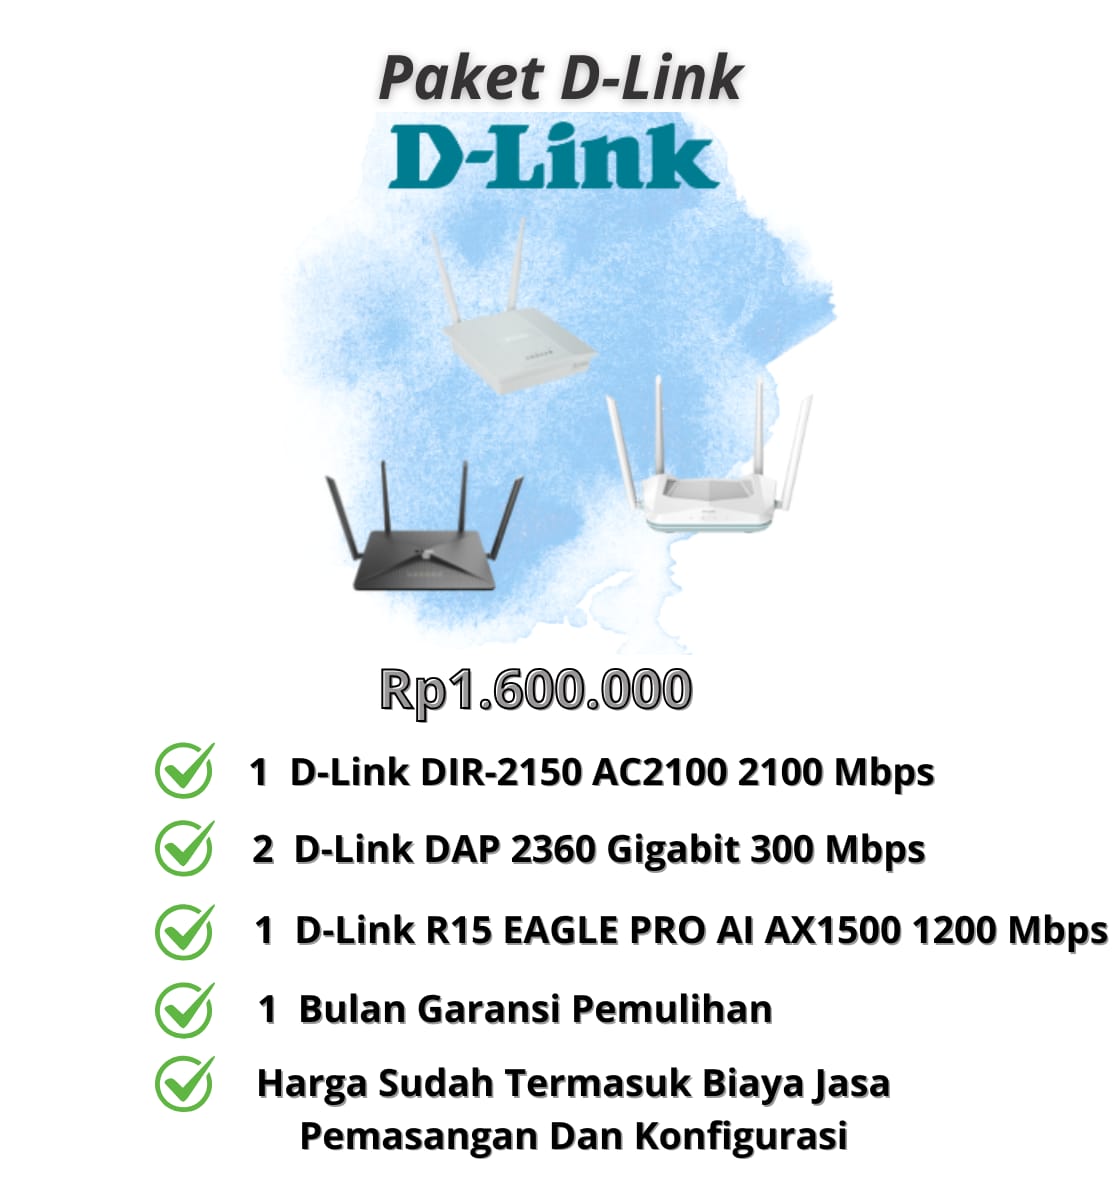 Paket D-Link
D-Link
Rp1.600.000
1 D-Link DIR-2150 AC2100 2100 Mbps
2 D-Link DAP 2360 Gigabit 300 Mbps
1 D-Link R15 EAGLE PRO AI AX1500 1200 Mbps
1 Bulan Garansi Pemulihan
Harga Sudah Termasuk Biaya Jasa
Pemasangan Dan Konfigurasi